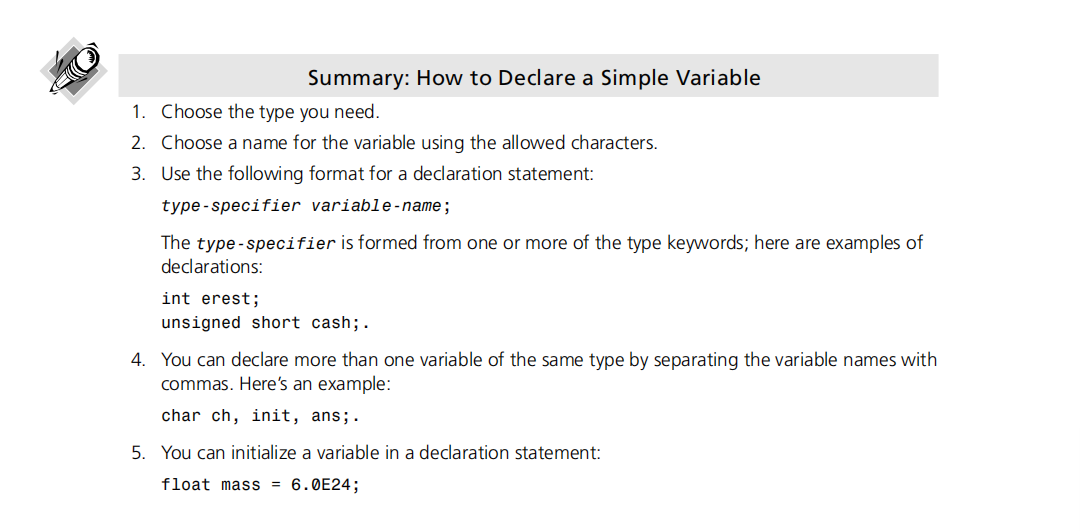 Summary: How to Declare a Simple Variable
1. Choose the type you need.
2. Choose a name for the variable using the allowed characters.
3. Use the following format for a declaration statement:
type-specifier variable-name;
The type-specifier is formed from one or more of the type keywords; here are examples of
declarations:
int erest;
unsigned short cash;.
4. You can declare more than one variable of the same type by separating the variable names with
commas. Here’s an example:
char ch, init, ans;.
5. You can initialize a variable in a declaration statement:
float mass = 6.0E24;